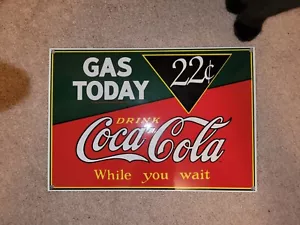 GAS
TODAY
22¢
DRINK
Coca-Cola
While you wait